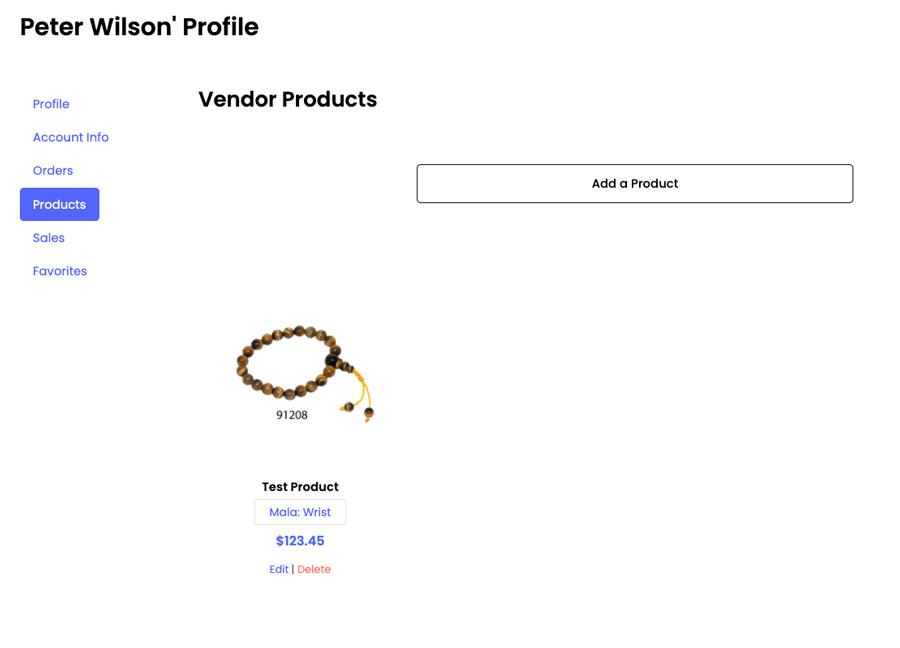 Peter Wilson' Profile
Profile
Account Info
Orders
Products
Sales
Favorites
Vendor Products
Add a Product
91208
Test Product
Mala: Wrist
$123.45
Edit | Delete